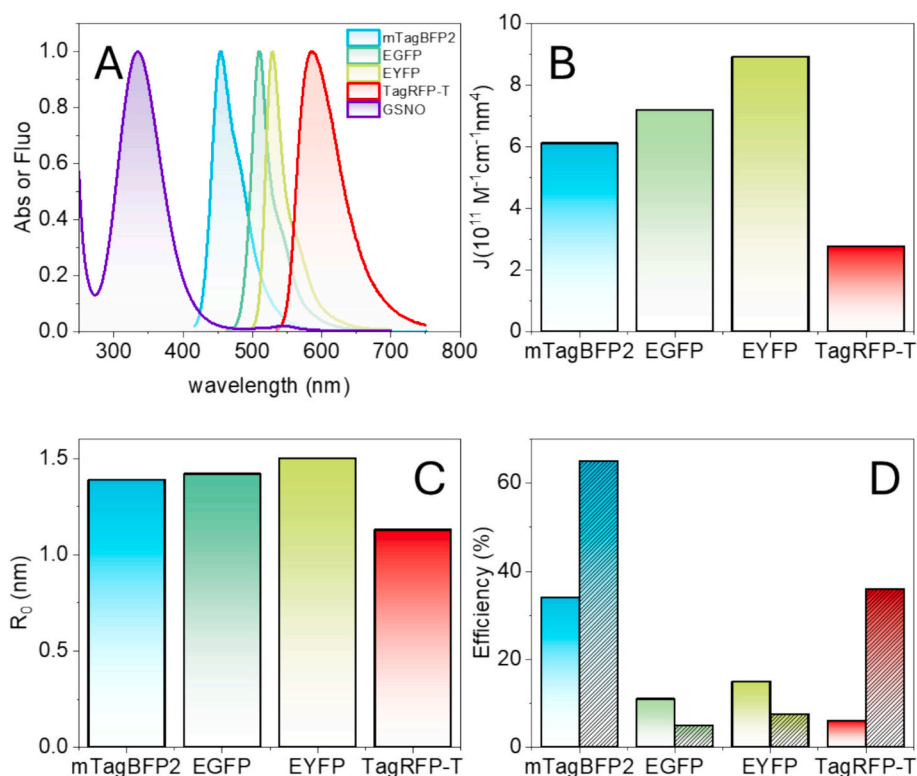 A
mTagBFP2
EGFP
EYFP
TagRFP-T
GSNO
1.0
0.8
0.6
0.4
0.2
0.0
Abs or Fluo
300 400 500 600 700 800
wavelength (nm)
B
10
8
6
4
2
0
J(10¹¹ M⁻¹cm⁻¹nm⁴)
mTagBFP2 EGFP EYFP TagRFP-T
C
1.5
1.0
0.5
0.0
R₀ (nm)
mTagBFP2 EGFP EYFP TagRFP-T
D
60
40
20
0
Efficiency (%)
mTagBFP2 EGFP EYFP TagRFP-T